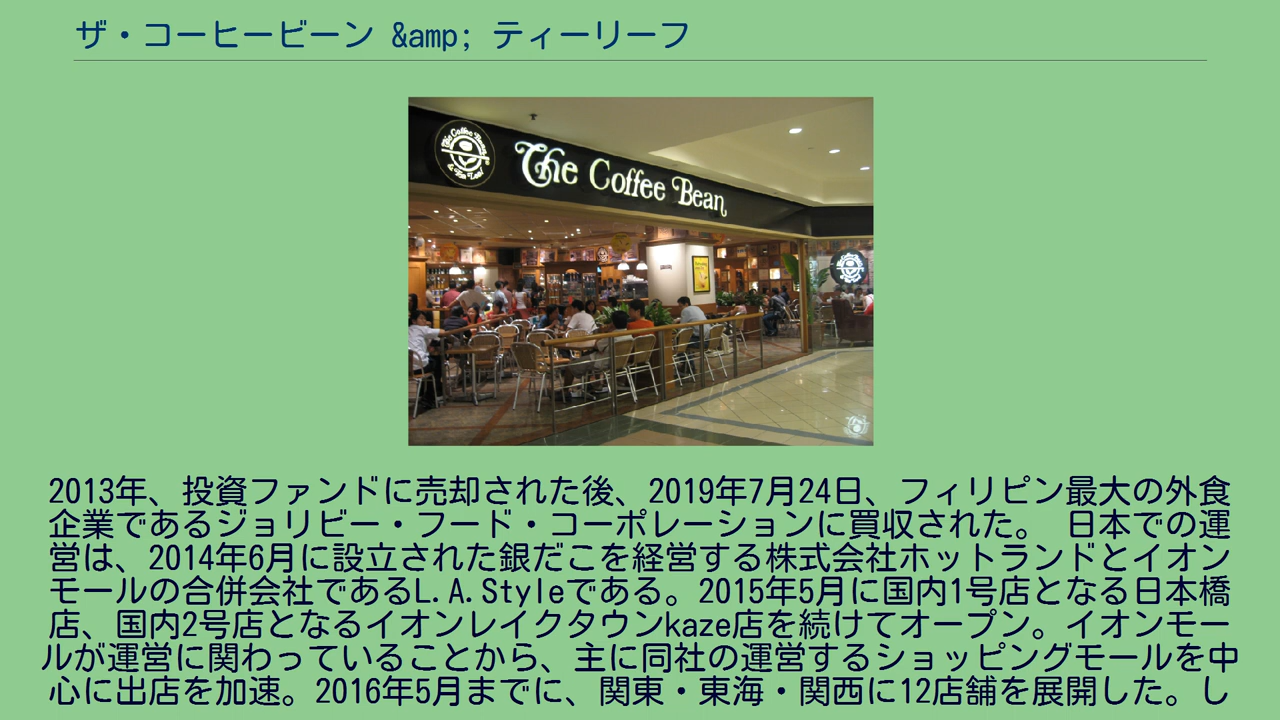 ザ・コーヒービーン &amp; ティーリーフ
The Coffee Bean
2013年、投資ファンドに売却された後、2019年7月24日、フィリピン最大の外食
企業であるジョリビー・フード・コーポレーションに買収された。 日本での運
営は、2014年6月に設立された銀だこを経営する株式会社ホットランドとイオン
モールの合併会社であるL.A.Styleである。2015年5月に国内1号店となる日本橋
店、国内2号店となるイオンレイクタウンkaze店を続けてオープン。イオンモー
ルが運営に関わっていることから、主に同社の運営するショッピングモールを中
心に出店を加速。2016年5月までに、関東・東海・関西に12店舗を展開した。し